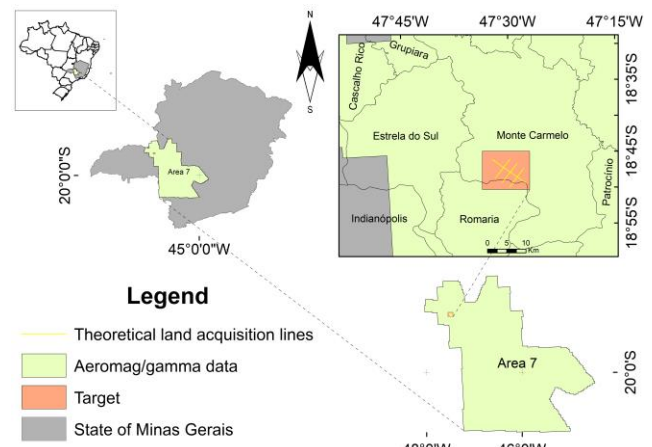 N
S
Area 7
20°0'0"S
45°0'0"W
47°45'W 47°30'W 47°15'W
Cascalho Rico
Grupiara
Estrela do Sul
Monte Carmelo
Indianópolis
Romaria
Patrocínio
0 5 10
Km
18°35'S
18°45'S
18°55'S
Legend
Theoretical land acquisition lines
Aeromag/gamma data
Target
State of Minas Gerais
Area 7
20°0'S